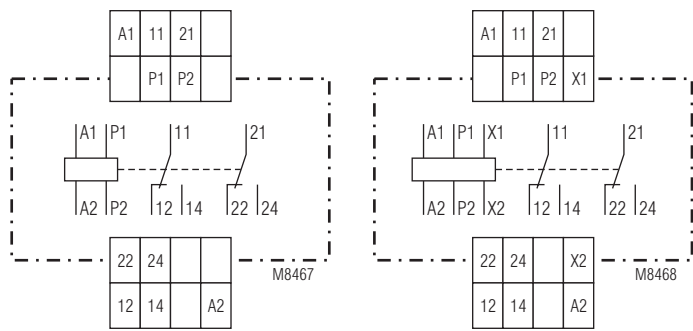 A1 11 21
P1 P2
A1 P1 11 21
A2 P2 12 14 22 24
22 24
M8467
12 14 A2
A1 11 21
P1 P2 X1
A1 P1 X1 11 21
A2 P2 X2 12 14 22 24
22 24 X2
M8468
12 14 A2